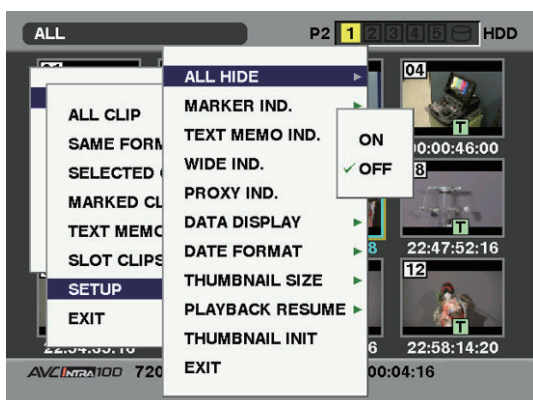 ALL
P2 1 2 3 4 5 HDD
ALL CLIP
SAME FORM
SELECTED
MARKED CL
TEXT MEMO
SLOT CLIPS
SETUP
EXIT
ALL HIDE
MARKER IND.
TEXT MEMO IND.
WIDE IND.
PROXY IND.
DATA DISPLAY
DATE FORMAT
THUMBNAIL SIZE
PLAYBACK RESUME
THUMBNAIL INIT
EXIT
ON
✓ OFF
04
T
00:00:46:00
8
T
22:47:52:16
12
T
22:58:14:20
AVC INTRA 100 720
00:04:16